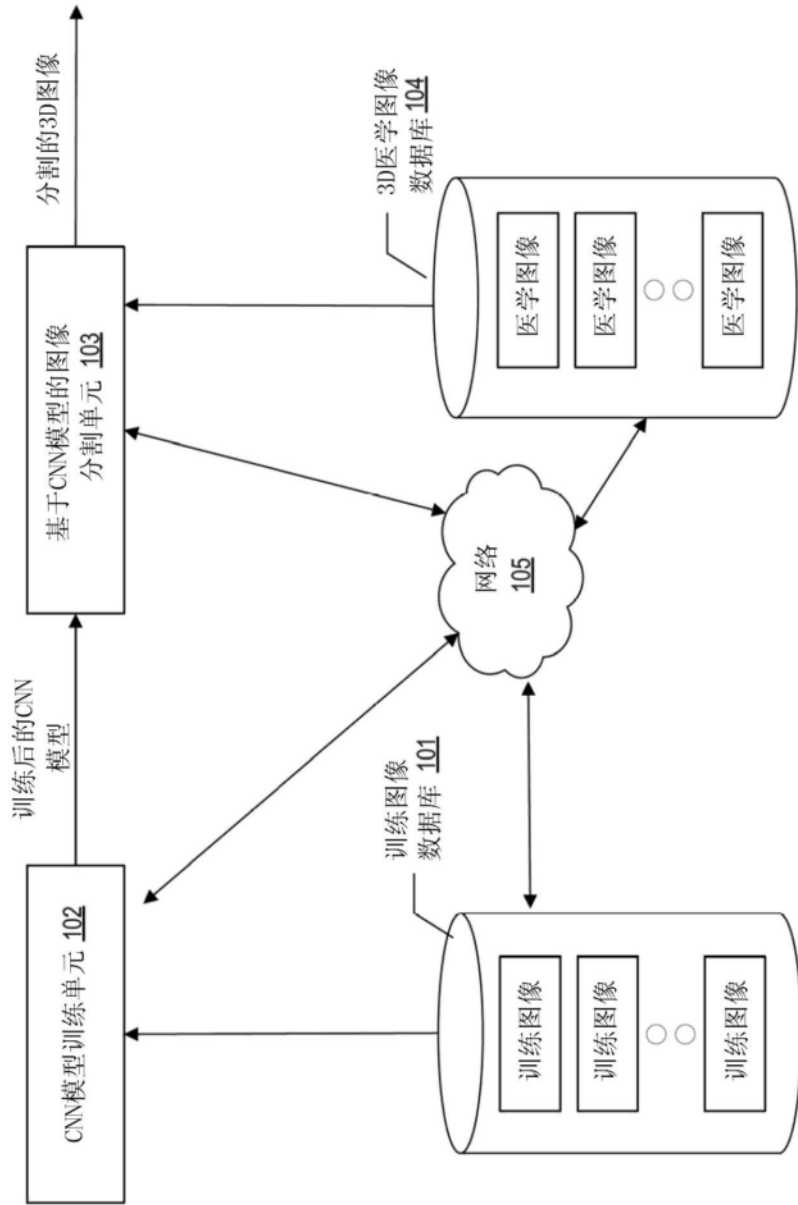 训练后的CNN
模型
分割的3D图像
CNN模型训练单元 102
基于CNN模型的图像
分割单元 103
训练图像
数据库 101
网络
105
3D医学图像
数据库 104
训练图像
训练图像
训练图像
医学图像
医学图像
医学图像